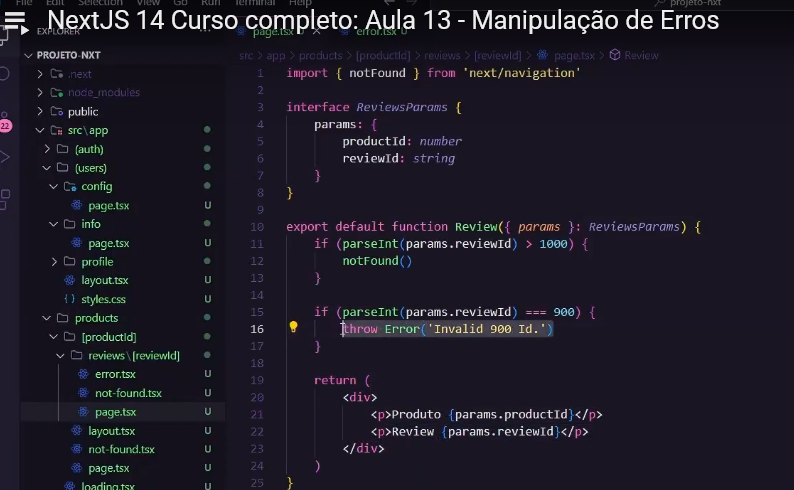 File Edit Selection View Go Run Terminal Help
projeto-nxt
NextJS 14 Curso completo: Aula 13 - Manipulação de Erros
EXPLORER
page.tsx U
error.tsx U
PROJETO-NXT
src > app > products > [productId] > reviews > [reviewId] > page.tsx > Review
.next
node_modules
public
22
src\app
(auth)
(users)
config
page.tsx U
info
page.tsx U
profile
layout.tsx U
styles.css U
products
[productId]
reviews\[reviewId]
error.tsx U
not-found.tsx U
page.tsx U
layout.tsx U
not-found.tsx U
page.tsx U
loading.tsx U
1 import { notFound } from 'next/navigation'
2
3 interface ReviewsParams {
4 params: {
5 productId: number
6 reviewId: string
7 }
8 }
9
10 export default function Review({ params }: ReviewsParams) {
11 if (parseInt(params.reviewId) > 1000) {
12 notFound()
13 }
14
15 if (parseInt(params.reviewId) === 900) {
16 throw Error('Invalid 900 Id.')
17 }
18
19 return (
20 <div>
21 <p>Produto {params.productId}</p>
22 <p>Review {params.reviewId}</p>
23 </div>
24 )
25 }